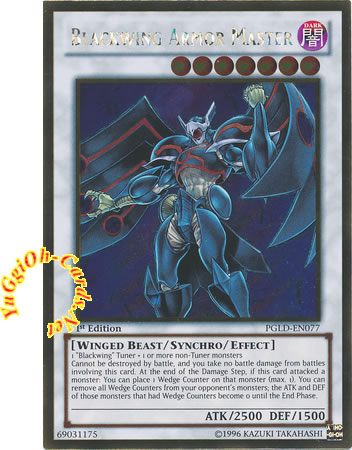 BLACKWING ARMOR MASTER
DARK
闇
YuGgiOh-Cards.Net
1st Edition
PGLD-EN077
[WINGED BEAST/SYNCHRO/EFFECT]
1 "Blackwing" Tuner + 1 or more non-Tuner monsters
Cannot be destroyed by battle, and you take no battle damage from battles
involving this card. At the end of the Damage Step, if this card attacked
a monster: You can place 1 Wedge Counter on that monster (max. 1). You can
remove all Wedge Counters from your opponent's monsters; the ATK and DEF
of those monsters that had Wedge Counters become 0 until the End Phase.
ATK/2500 DEF/1500
69031175
©1996 KAZUKI TAKAHASHI